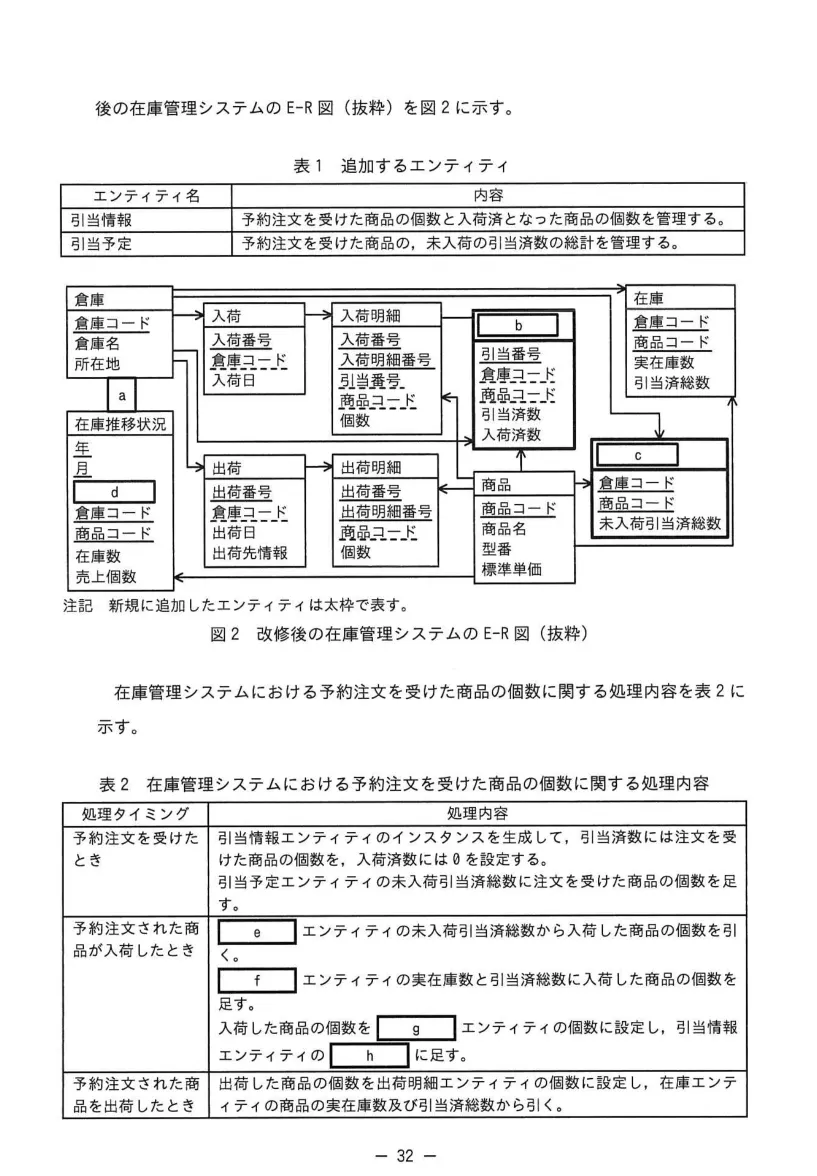 後の在庫管理システムの E-R 図（抜粋）を図 2 に示す。
表 1　追加するエンティティ
エンティティ名　内容
引当情報　予約注文を受けた商品の個数と入荷済となった商品の個数を管理する。
引当予定　予約注文を受けた商品の，未入荷の引当済数の総計を管理する。
倉庫
倉庫コード
倉庫名
所在地
a
在庫推移状況
年
月
d
倉庫コード
商品コード
在庫数
売上個数
入荷
入荷番号
倉庫コード
入荷日
入荷明細
入荷番号
入荷明細番号
引当番号
商品コード
個数
出荷
出荷番号
倉庫コード
出荷日
出荷先情報
出荷明細
出荷番号
出荷明細番号
商品コード
個数
b
引当番号
倉庫コード
商品コード
引当済数
入荷済数
商品
商品コード
商品名
型番
標準単価
在庫
倉庫コード
商品コード
実在庫数
引当済総数
c
倉庫コード
商品コード
未入荷引当済総数
注記　新規に追加したエンティティは太枠で表す。
図 2　改修後の在庫管理システムの E-R 図（抜粋）
在庫管理システムにおける予約注文を受けた商品の個数に関する処理内容を表 2 に
示す。
表 2　在庫管理システムにおける予約注文を受けた商品の個数に関する処理内容
処理タイミング　処理内容
予約注文を受けた
とき
引当情報エンティティのインスタンスを生成して，引当済数には注文を受
けた商品の個数を，入荷済数には 0 を設定する。
引当予定エンティティの未入荷引当済総数に注文を受けた商品の個数を足
す。
予約注文された商
品が入荷したとき
e エンティティの未入荷引当済総数から入荷した商品の個数を引
く。
f エンティティの実在庫数と引当済総数に入荷した商品の個数を
足す。
入荷した商品の個数を g エンティティの個数に設定し，引当情報
エンティティの h に足す。
予約注文された商
品を出荷したとき
出荷した商品の個数を出荷明細エンティティの個数に設定し，在庫エンテ
ィティの商品の実在庫数及び引当済総数から引く。
－ 32 －